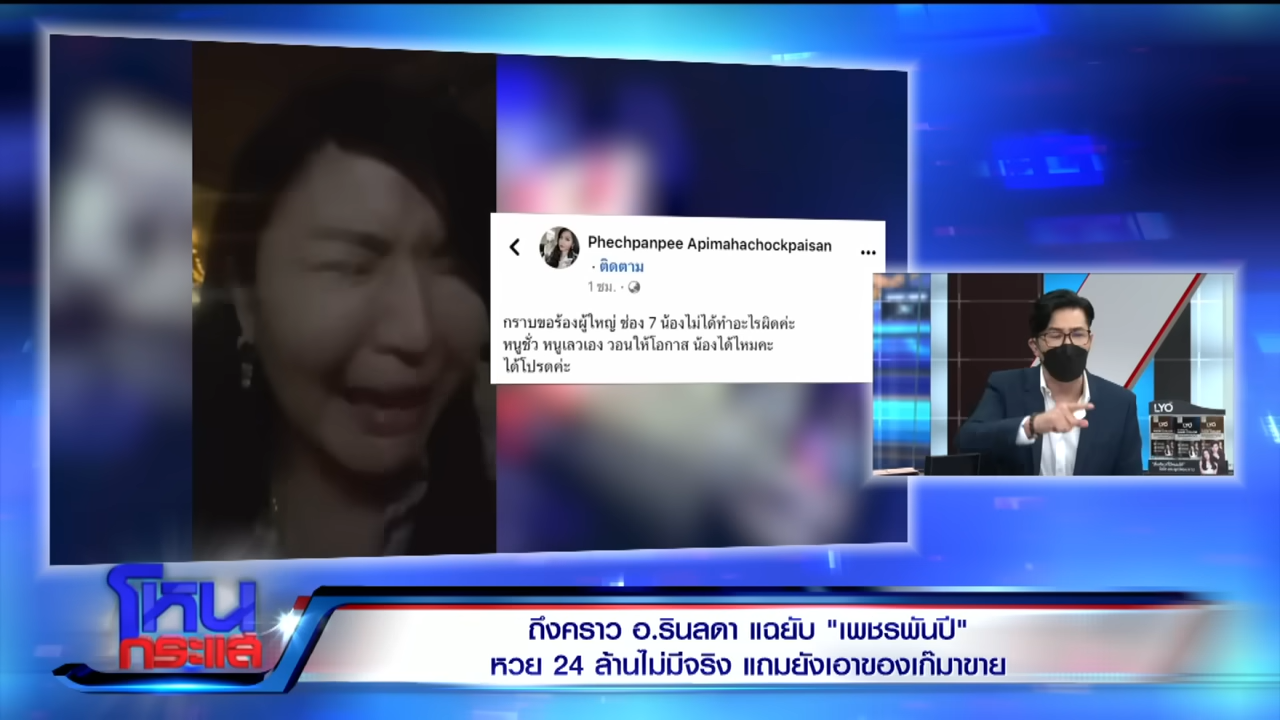 Phechpanpee Apimahachockpaisan
· ติดตาม
1 ชม. ·
กราบขอร้องผู้ใหญ่ ช่อง 7 น้องไม่ได้ทำอะไรผิดค่ะ
หนูชั่ว หนูเลวเอง วอนให้โอกาส น้องได้ไหมคะ
ได้โปรดค่ะ
LYO
โหน
กระแส
ถึงคราว อ.รินลดา แฉยับ "เพชรพันปี"
หวย 24 ล้านไม่มีจริง แถมยังเอาของเก๊มาขาย